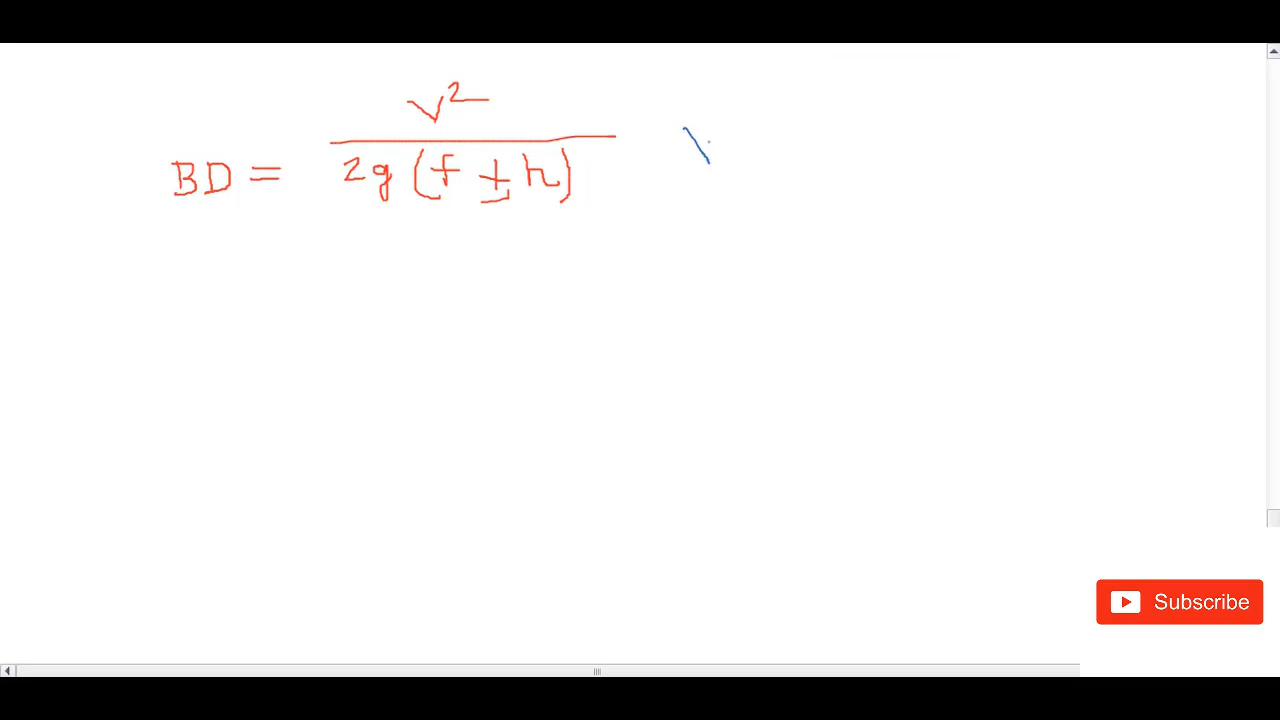 BD = v² / 2g (f ± h)
Subscribe